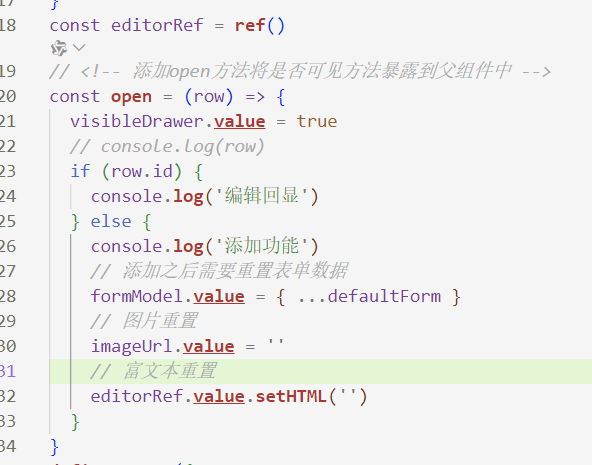 17 }
18 const editorRef = ref()
19 // <!-- 添加open方法将是否可见方法暴露到父组件中 -->
20 const open = (row) => {
21 visibleDrawer.value = true
22 // console.log(row)
23 if (row.id) {
24 console.log('编辑回显')
25 } else {
26 console.log('添加功能')
27 // 添加之后需要重置表单数据
28 formModel.value = { ...defaultForm }
29 // 图片重置
30 imageUrl.value = ''
31 // 富文本重置
32 editorRef.value.setHTML('')
33 }
34 }